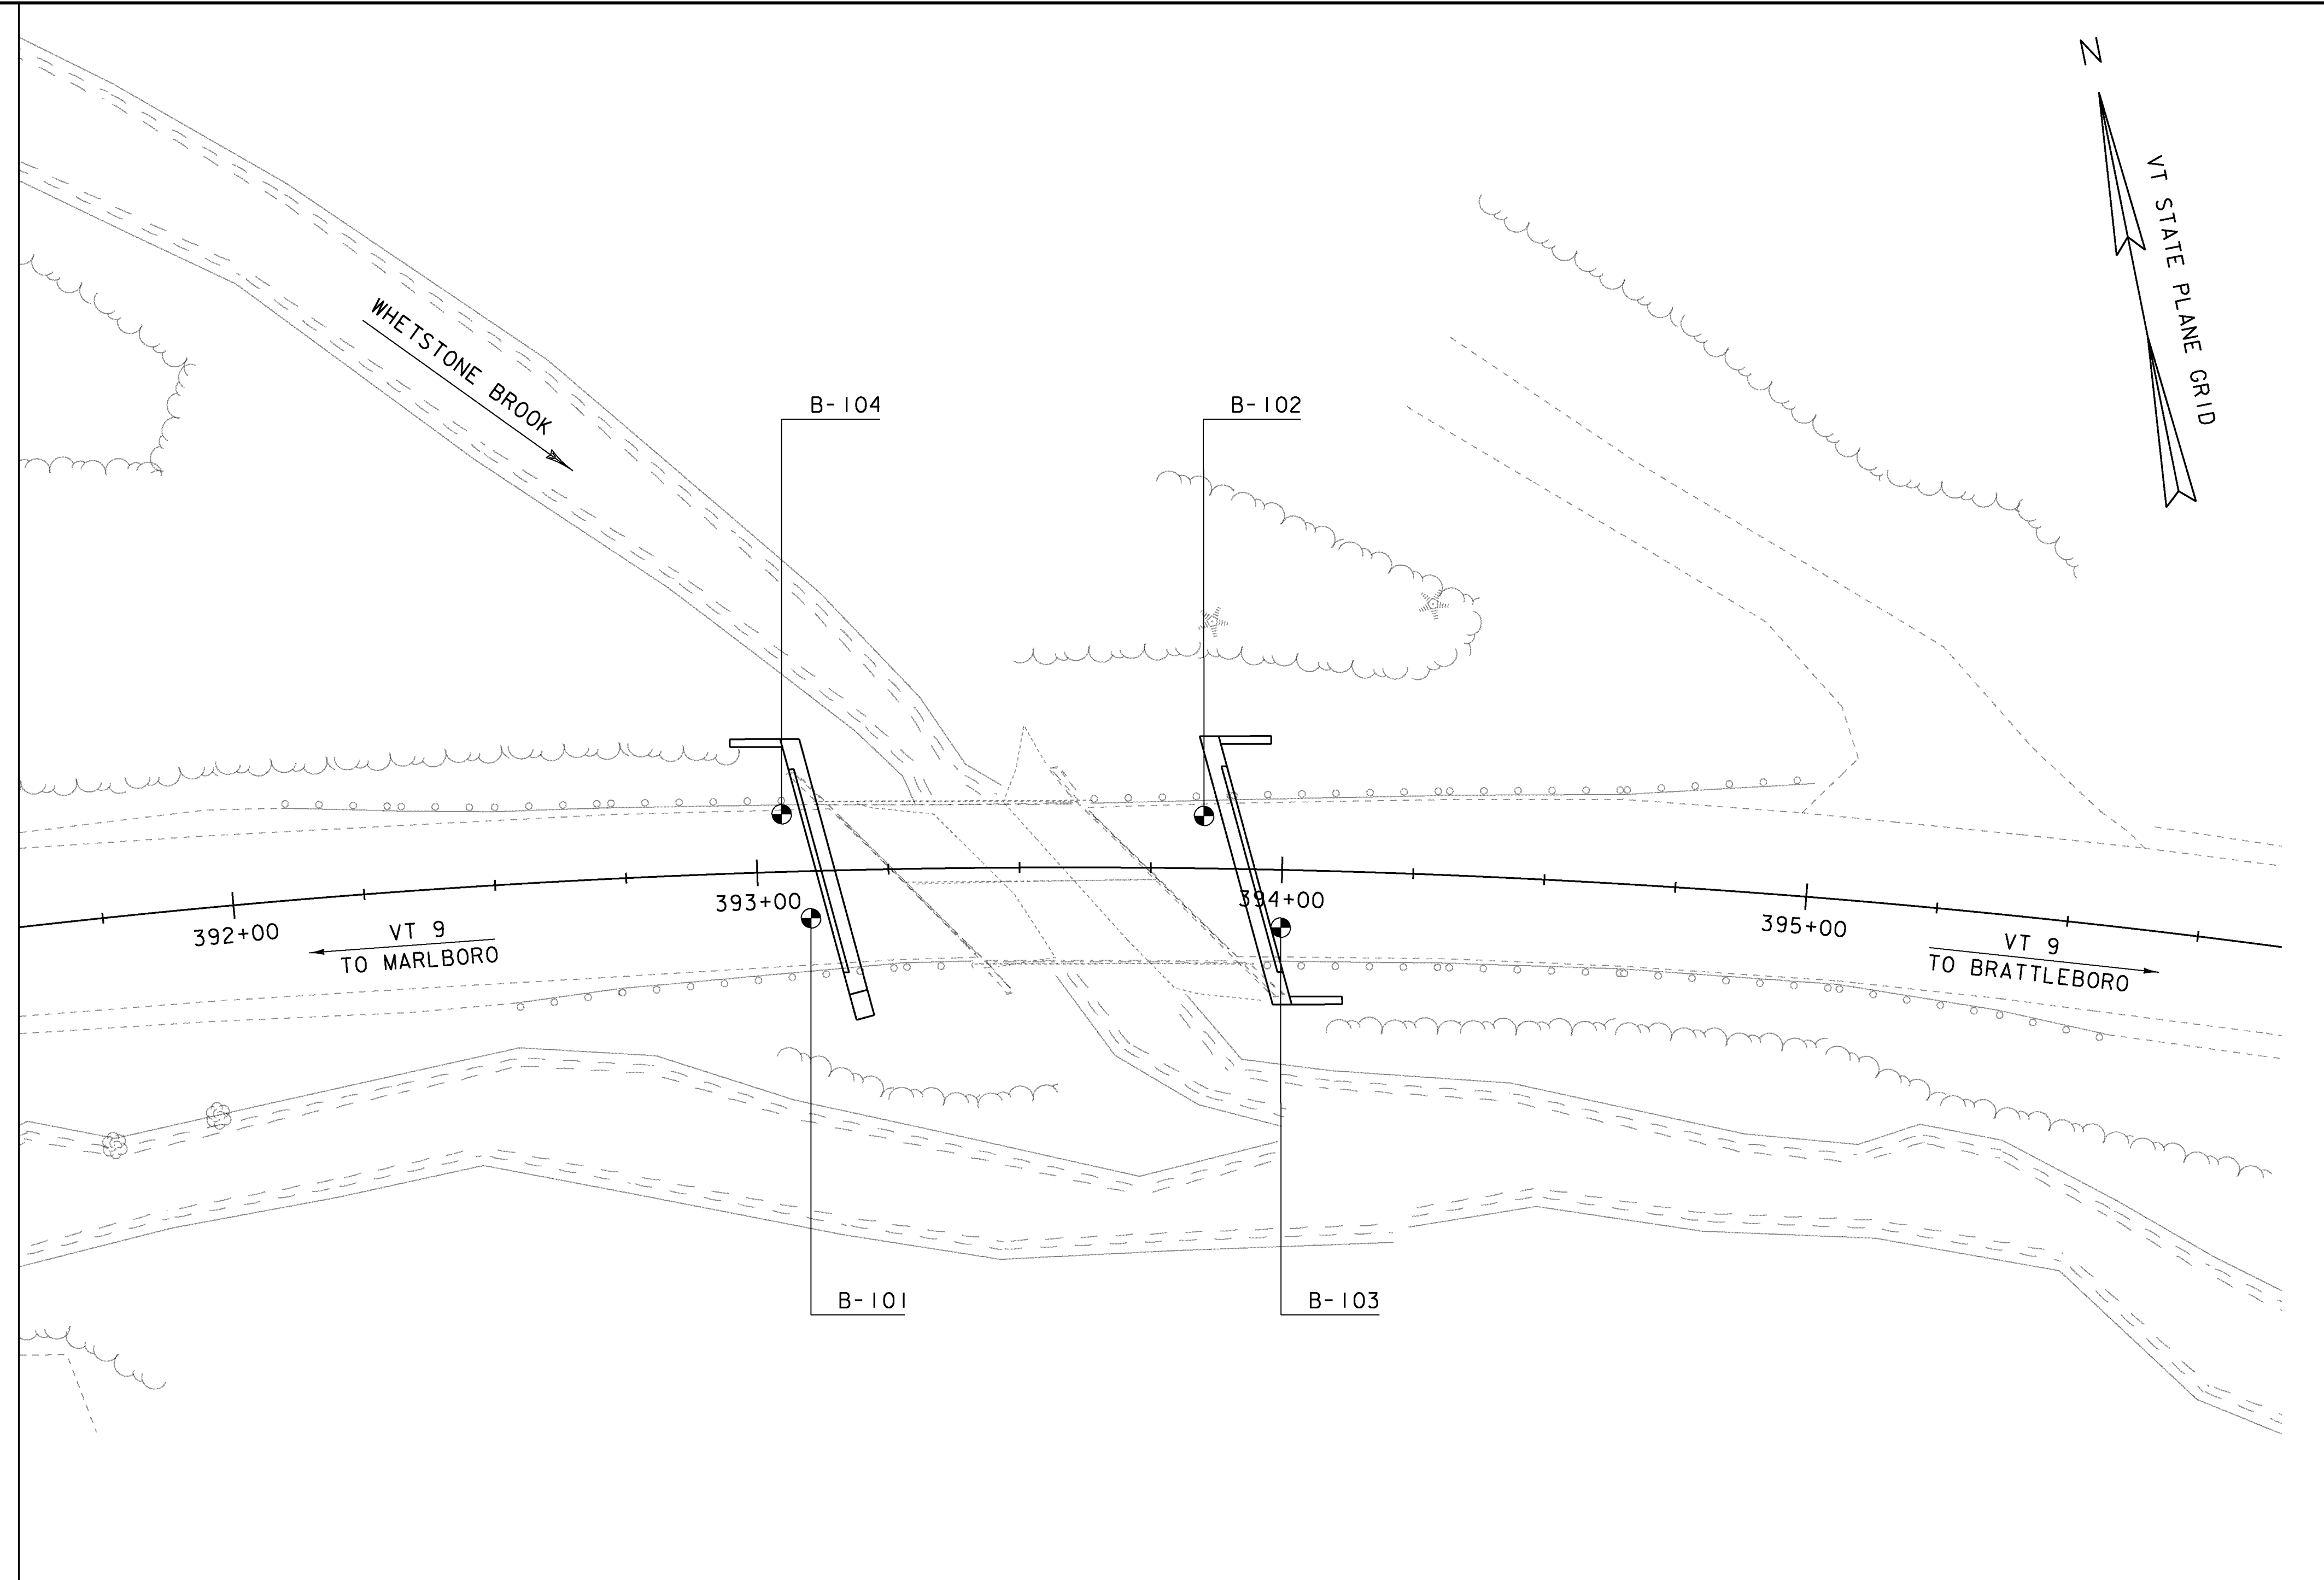 N
VT STATE PLANE GRID
WHETSTONE BROOK
B-104
B-102
392+00
393+00
394+00
395+00
VT 9
TO MARLBORO
VT 9
TO BRATTLEBORO
B-101
B-103